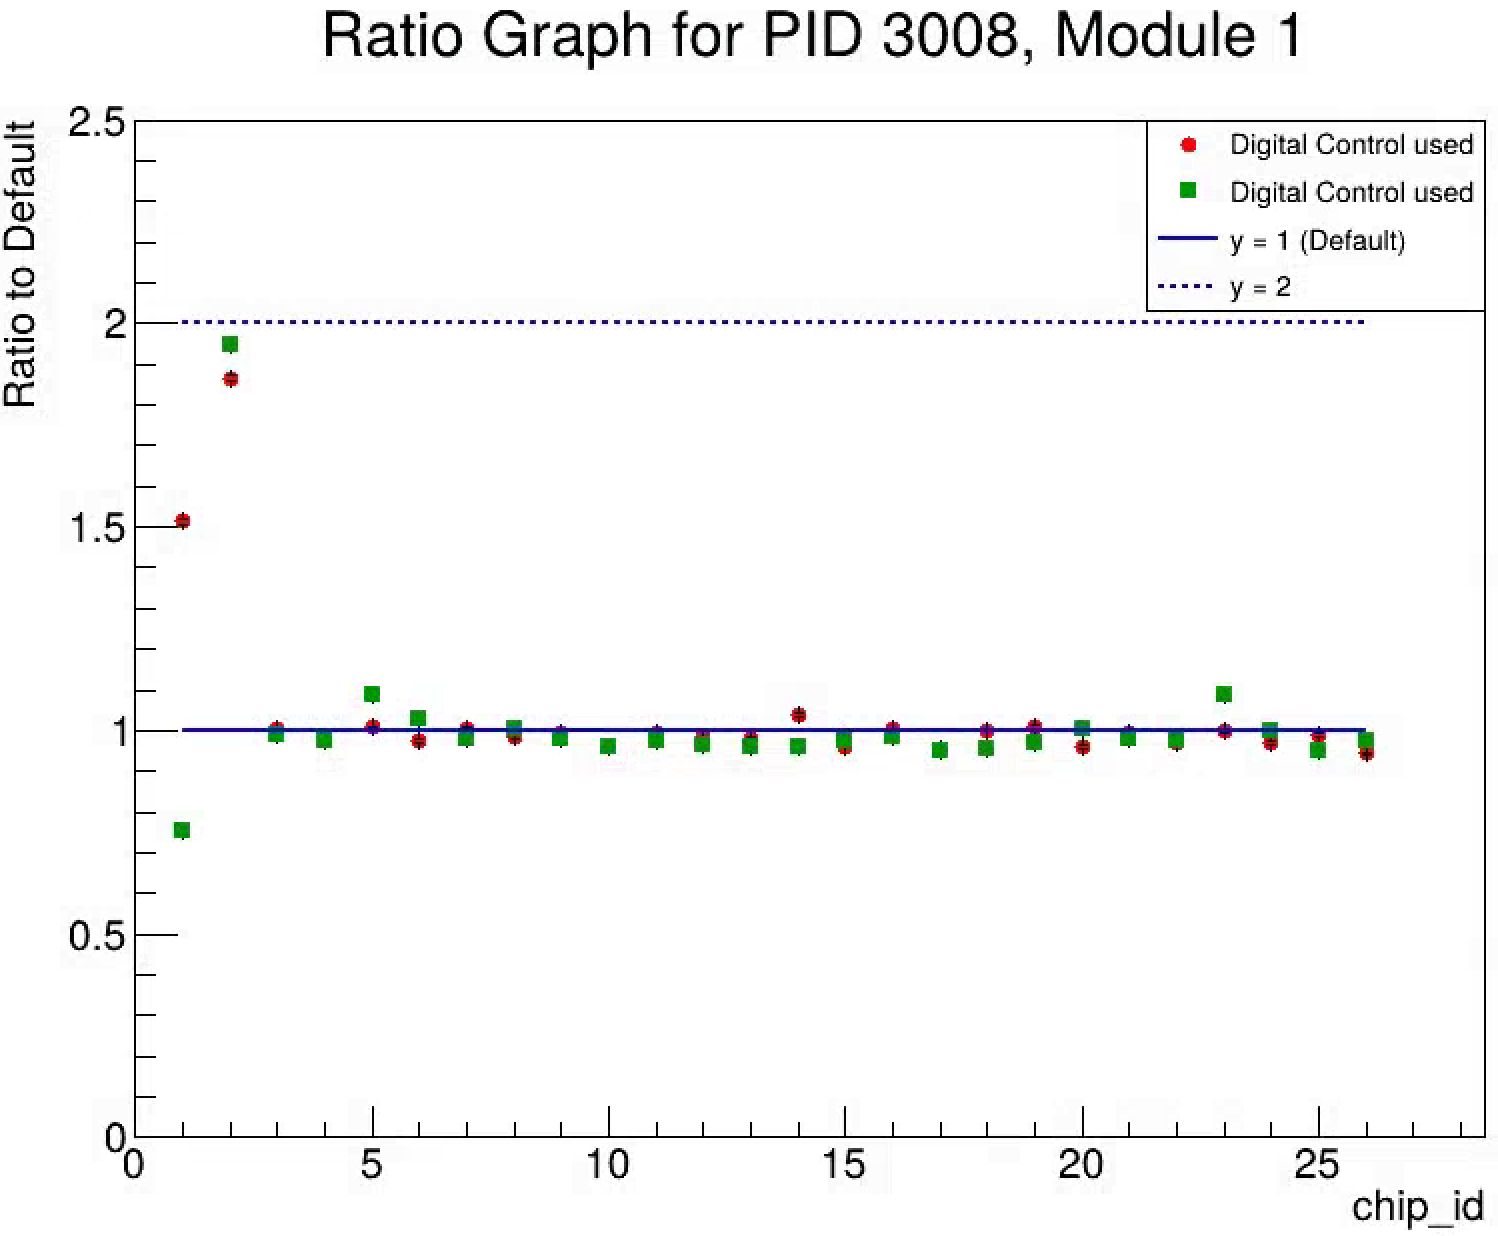 Ratio Graph for PID 3008, Module 1
Ratio to Default
2.5
2
1.5
1
0.5
0
Digital Control used
Digital Control used
y = 1 (Default)
y = 2
0 5 10 15 20 25
chip_id